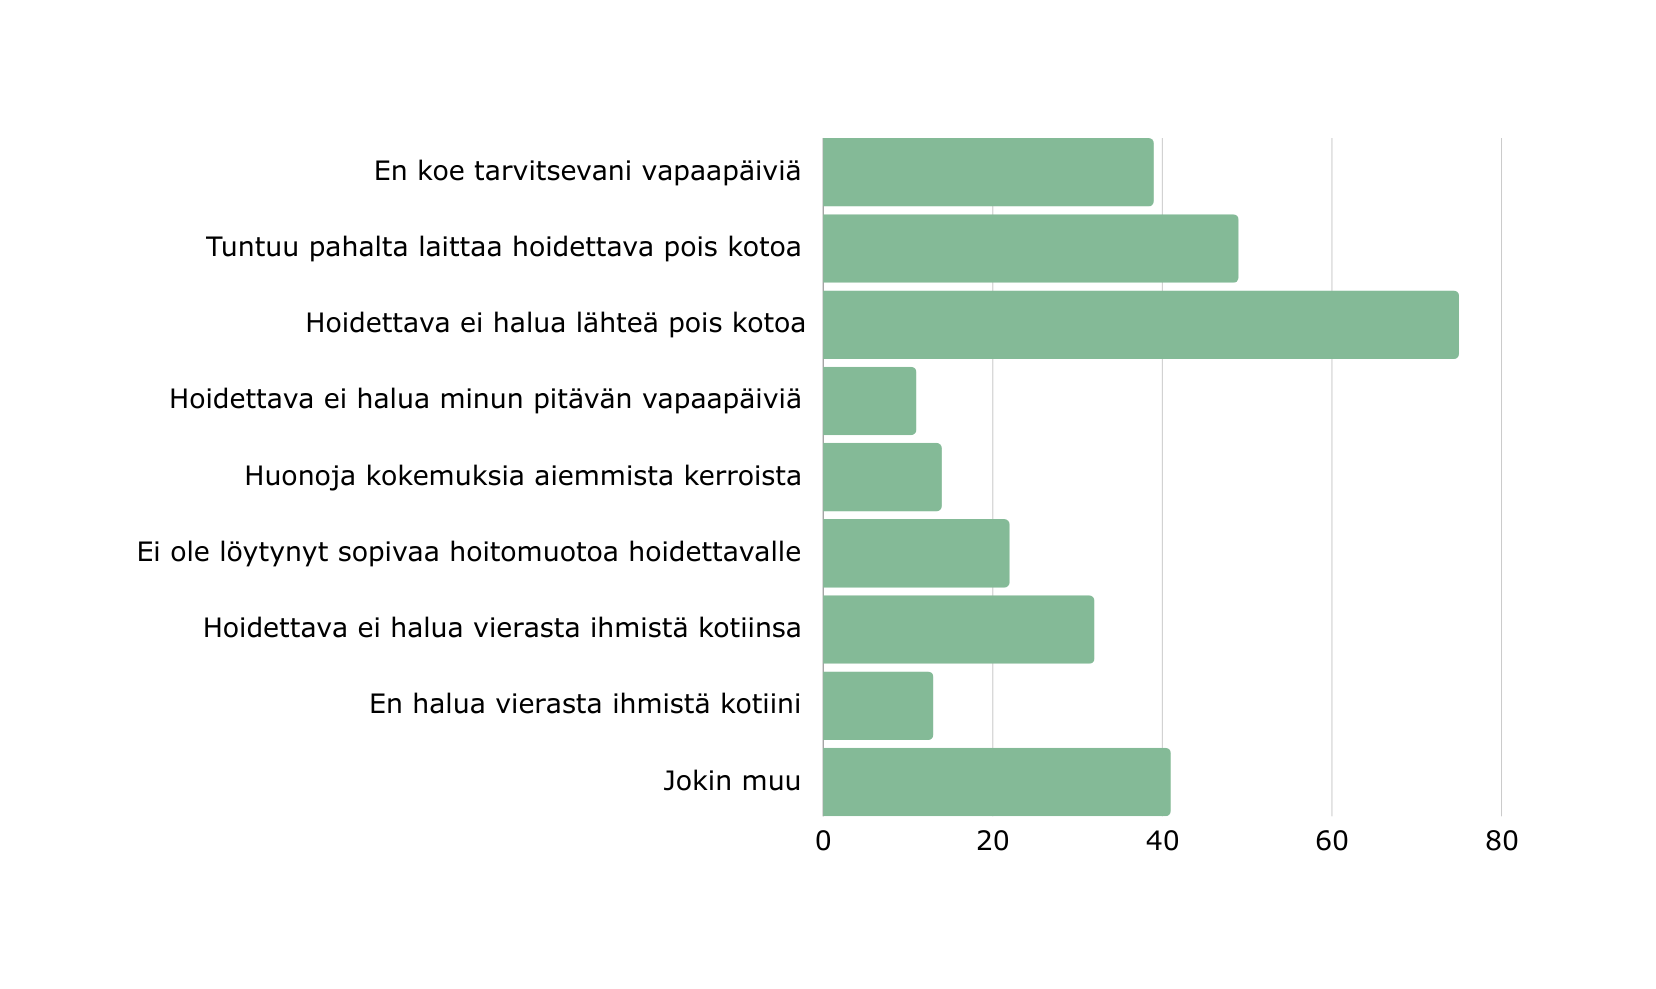 En koe tarvitsevani vapaapäiviä
Tuntuu pahalta laittaa hoidettava pois kotoa
Hoidettava ei halua lähteä pois kotoa
Hoidettava ei halua minun pitävän vapaapäiviä
Huonoja kokemuksia aiemmista kerroista
Ei ole löytynyt sopivaa hoitomuotoa hoidettavalle
Hoidettava ei halua vierasta ihmistä kotiinsa
En halua vierasta ihmistä kotiini
Jokin muu
0 20 40 60 80